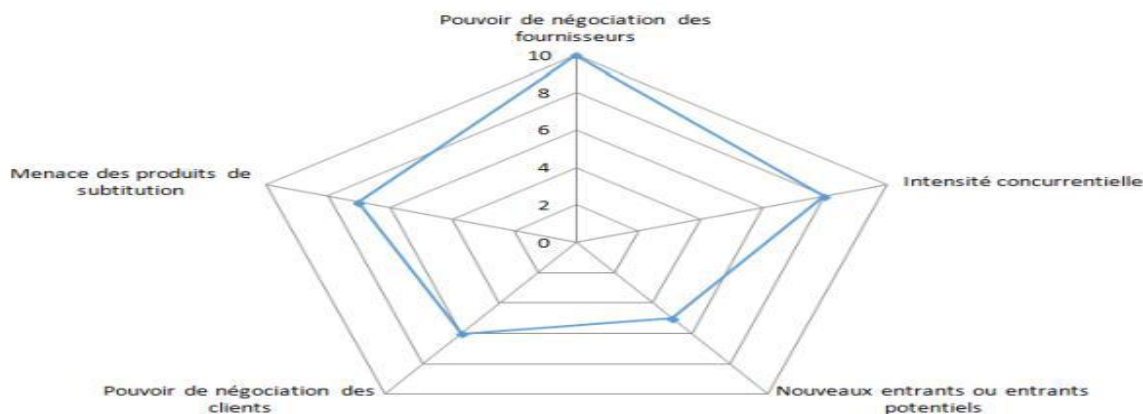 Pouvoir de négociation des
fournisseurs
10
8
6
4
2
0
Menace des produits de
subtitution
Intensité concurrentielle
Pouvoir de négociation des
clients
Nouveaux entrants ou entrants
potentiels